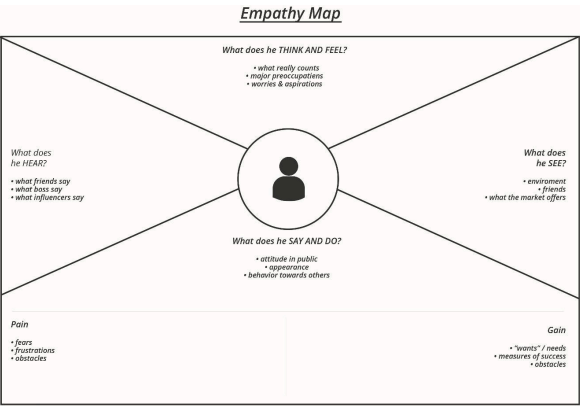 Empathy Map
What does he THINK AND FEEL?
• what really counts
• major preoccupatiens
• worries & aspirations
What does
he HEAR?
• what friends say
• what boss say
• what influencers say
What does
he SEE?
• enviroment
• friends
• what the market offers
What does he SAY AND DO?
• attitude in public
• appearance
• behavior towards others
Pain
• fears
• frustrations
• obstacles
Gain
• "wants" / needs
• measures of success
• obstacles